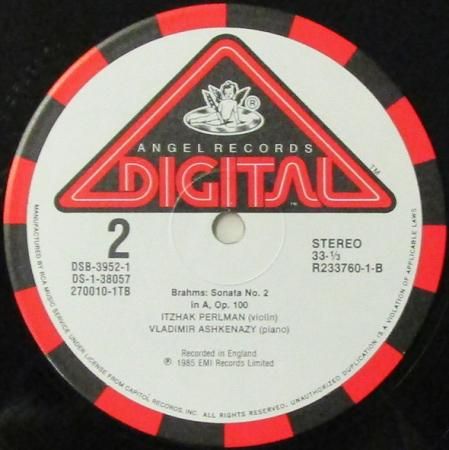 ®
ANGEL RECORDS
DIGITAL
TM
TM
2
DSB-3952-1
DS-1-38057
270010-1TB
STEREO
33-⅓
R233760-1-B
Brahms: Sonata No. 2
in A, Op. 100
ITZHAK PERLMAN (violin)
VLADIMIR ASHKENAZY (piano)
Recorded in England
℗ 1985 EMI Records Limited
MANUFACTURED BY RCA MUSIC SERVICE UNDER LICENSE FROM CAPITOL RECORDS, INC. ALL RIGHTS RESERVED. UNAUTHORIZED DUPLICATION IS A VIOLATION OF APPLICABLE LAWS.